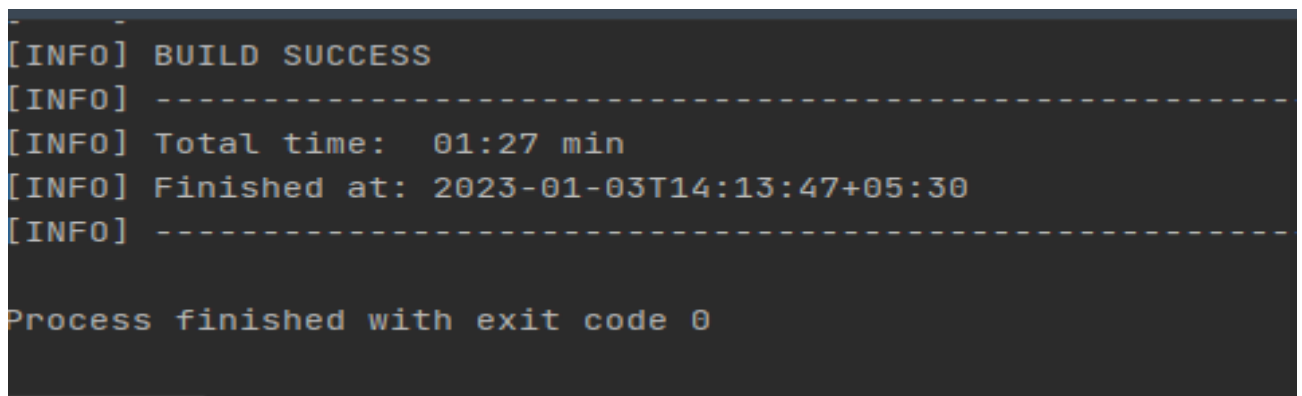 [INFO] BUILD SUCCESS
[INFO] ------------------------------------------------------
[INFO] Total time:  01:27 min
[INFO] Finished at: 2023-01-03T14:13:47+05:30
[INFO] ------------------------------------------------------
Process finished with exit code 0